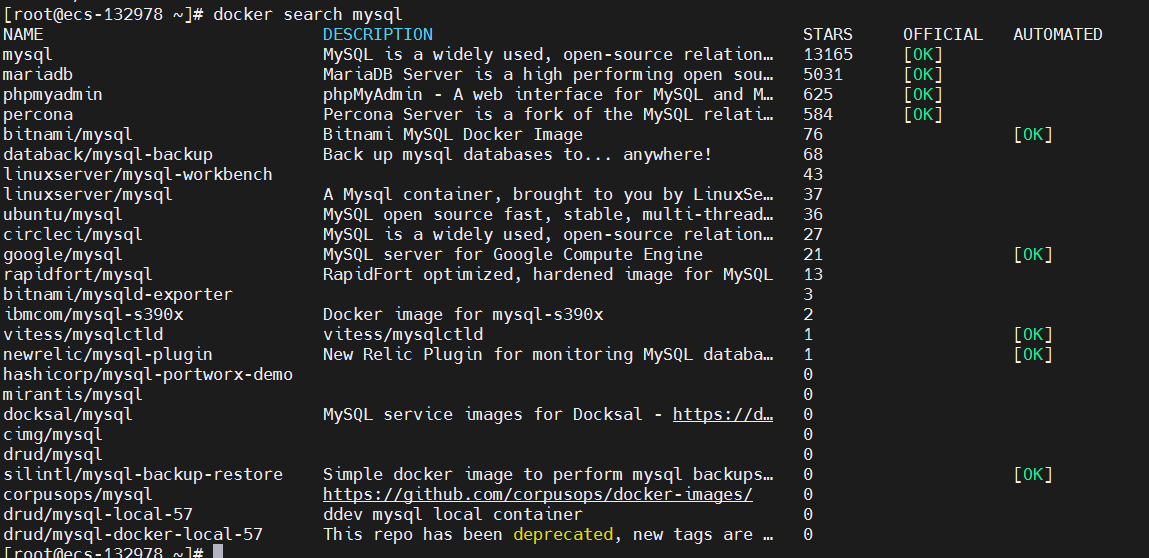 [root@ecs-132978 ~]# docker search mysql
NAME DESCRIPTION STARS OFFICIAL AUTOMATED
mysql MySQL is a widely used, open-source relation… 13165 [OK]
mariadb MariaDB Server is a high performing open sou… 5031 [OK]
phpmyadmin phpMyAdmin - A web interface for MySQL and M… 625 [OK]
percona Percona Server is a fork of the MySQL relati… 584 [OK]
bitnami/mysql Bitnami MySQL Docker Image 76 [OK]
databack/mysql-backup Back up mysql databases to... anywhere! 68
linuxserver/mysql-workbench 43
linuxserver/mysql A Mysql container, brought to you by LinuxSe… 37
ubuntu/mysql MySQL open source fast, stable, multi-thread… 36
circleci/mysql MySQL is a widely used, open-source relation… 27
google/mysql MySQL server for Google Compute Engine 21 [OK]
rapidfort/mysql RapidFort optimized, hardened image for MySQL 13
bitnami/mysqld-exporter 3
ibmcom/mysql-s390x Docker image for mysql-s390x 2
vitess/mysqlctld vitess/mysqlctld 1 [OK]
newrelic/mysql-plugin New Relic Plugin for monitoring MySQL databa… 1 [OK]
hashicorp/mysql-portworx-demo 0
mirantis/mysql 0
docksal/mysql MySQL service images for Docksal - https://d… 0
cimg/mysql 0
drud/mysql 0
silintl/mysql-backup-restore Simple docker image to perform mysql backups… 0 [OK]
corpusops/mysql https://github.com/corpusops/docker-images/ 0
drud/mysql-local-57 ddev mysql local container 0
drud/mysql-docker-local-57 This repo has been deprecated, new tags are … 0
[root@ecs-132978 ~]#